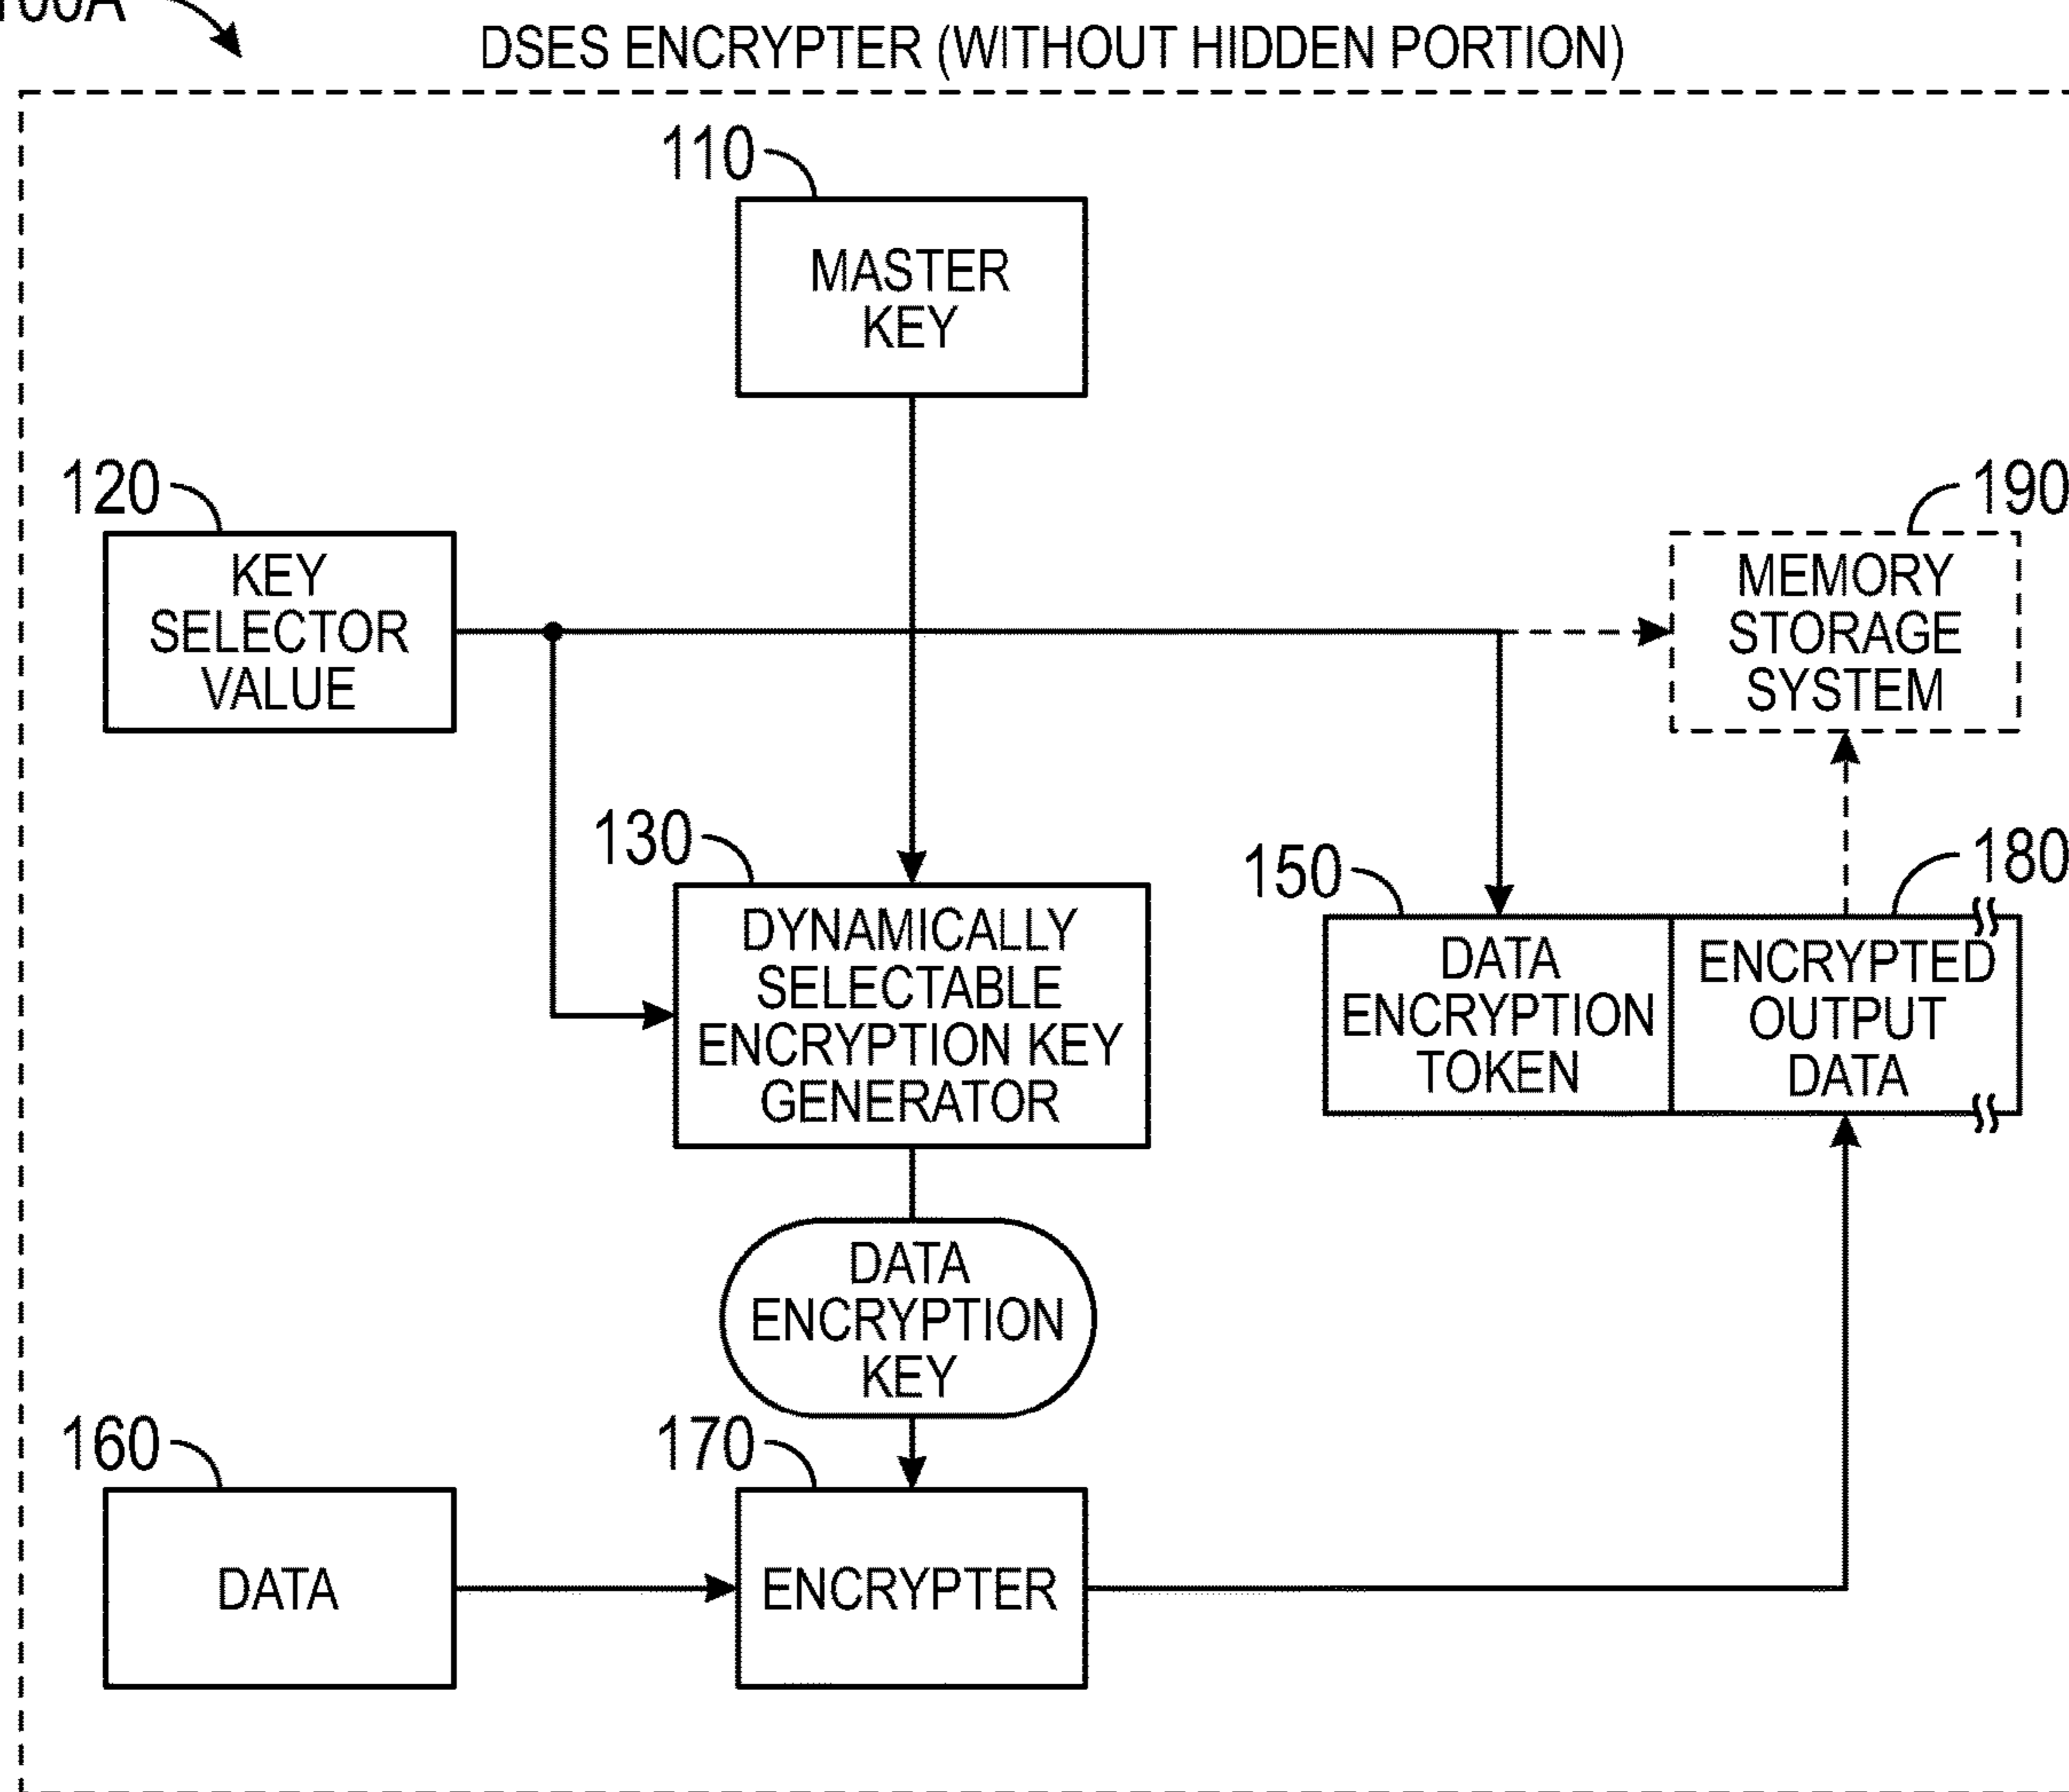 100A
DSES ENCRYPTER (WITHOUT HIDDEN PORTION)
110
MASTER
KEY
120
KEY
SELECTOR
VALUE
190
MEMORY
STORAGE
SYSTEM
130
DYNAMICALLY
SELECTABLE
ENCRYPTION KEY
GENERATOR
150
DATA
ENCRYPTION
TOKEN
180
ENCRYPTED
OUTPUT
DATA
DATA
ENCRYPTION
KEY
160
DATA
170
ENCRYPTER